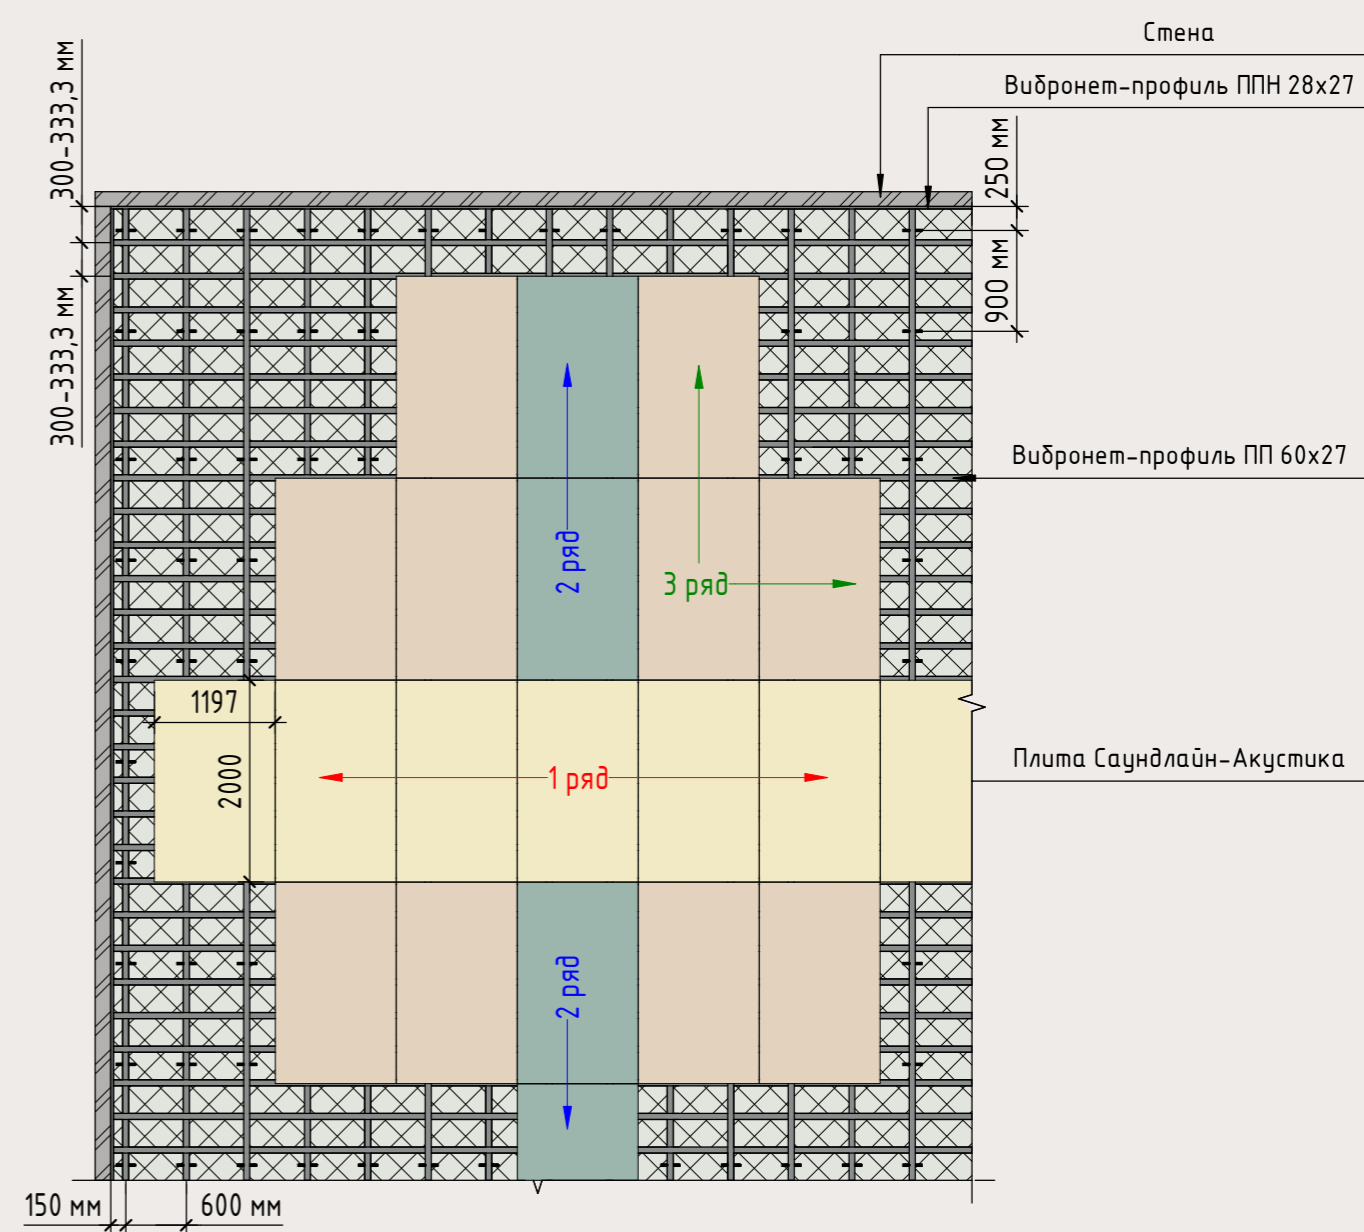 Стена
Вибронет-профиль ППН 28х27
300-333,3 мм
250 мм
900 мм
300-333,3 мм
Вибронет-профиль ПП 60х27
2 ряд
3 ряд
1197
2000
1 ряд
Плита Саундлайн-Акустика
2 ряд
150 мм
600 мм